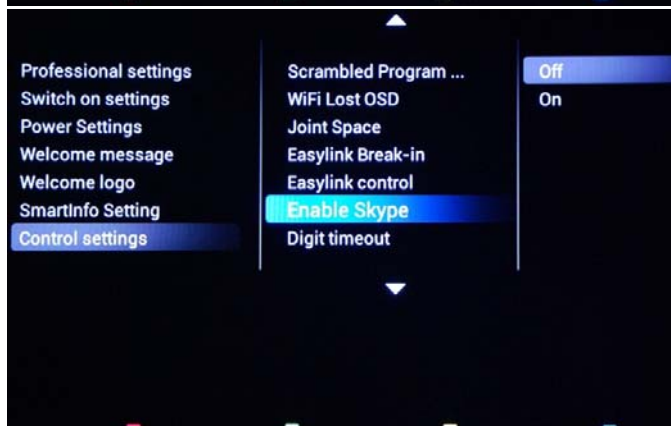 Professional settings
Switch on settings
Power Settings
Welcome message
Welcome logo
SmartInfo Setting
Control settings
Scrambled Program ...
WiFi Lost OSD
Joint Space
Easylink Break-in
Easylink control
Enable Skype
Digit timeout
Off
On